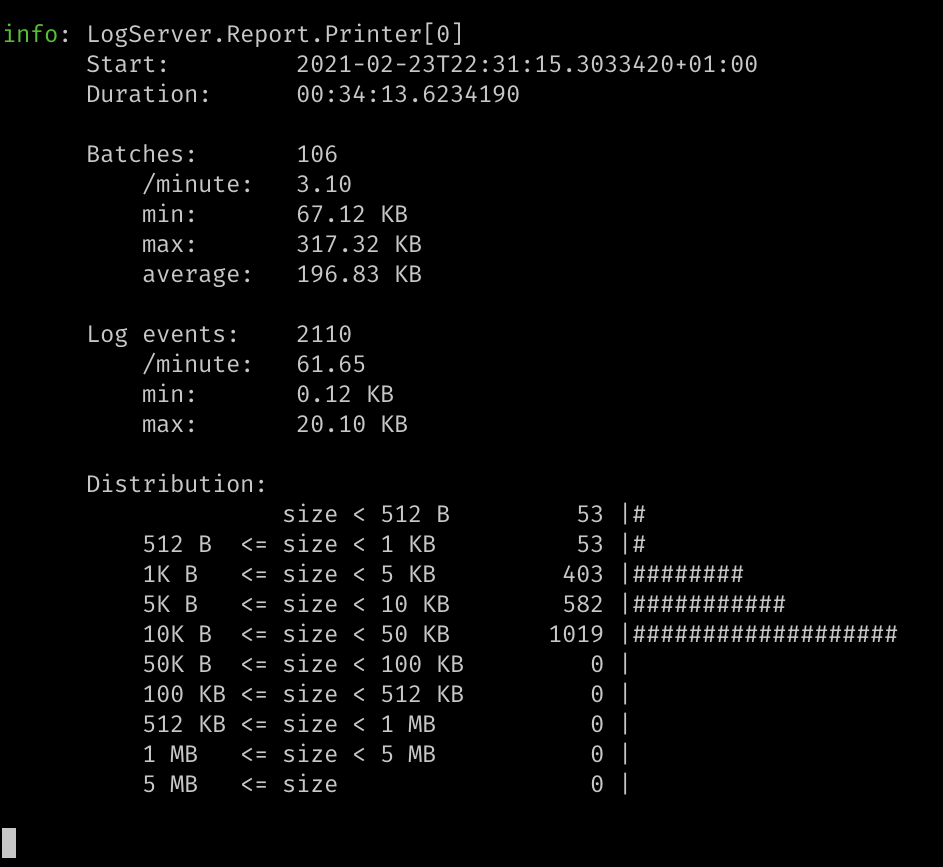 info: LogServer.Report.Printer[0]
      Start:         2021-02-23T22:31:15.3033420+01:00
      Duration:      00:34:13.6234190

      Batches:       106
          /minute:   3.10
          min:       67.12 KB
          max:       317.32 KB
          average:   196.83 KB

      Log events:    2110
          /minute:   61.65
          min:       0.12 KB
          max:       20.10 KB

      Distribution:
                    size < 512 B         53 |#
          512 B  <= size < 1 KB          53 |#
          1K B   <= size < 5 KB         403 |########
          5K B   <= size < 10 KB        582 |###########
          10K B  <= size < 50 KB       1019 |###################
          50K B  <= size < 100 KB         0 |
          100 KB <= size < 512 KB         0 |
          512 KB <= size < 1 MB           0 |
          1 MB   <= size < 5 MB           0 |
          5 MB   <= size                  0 |